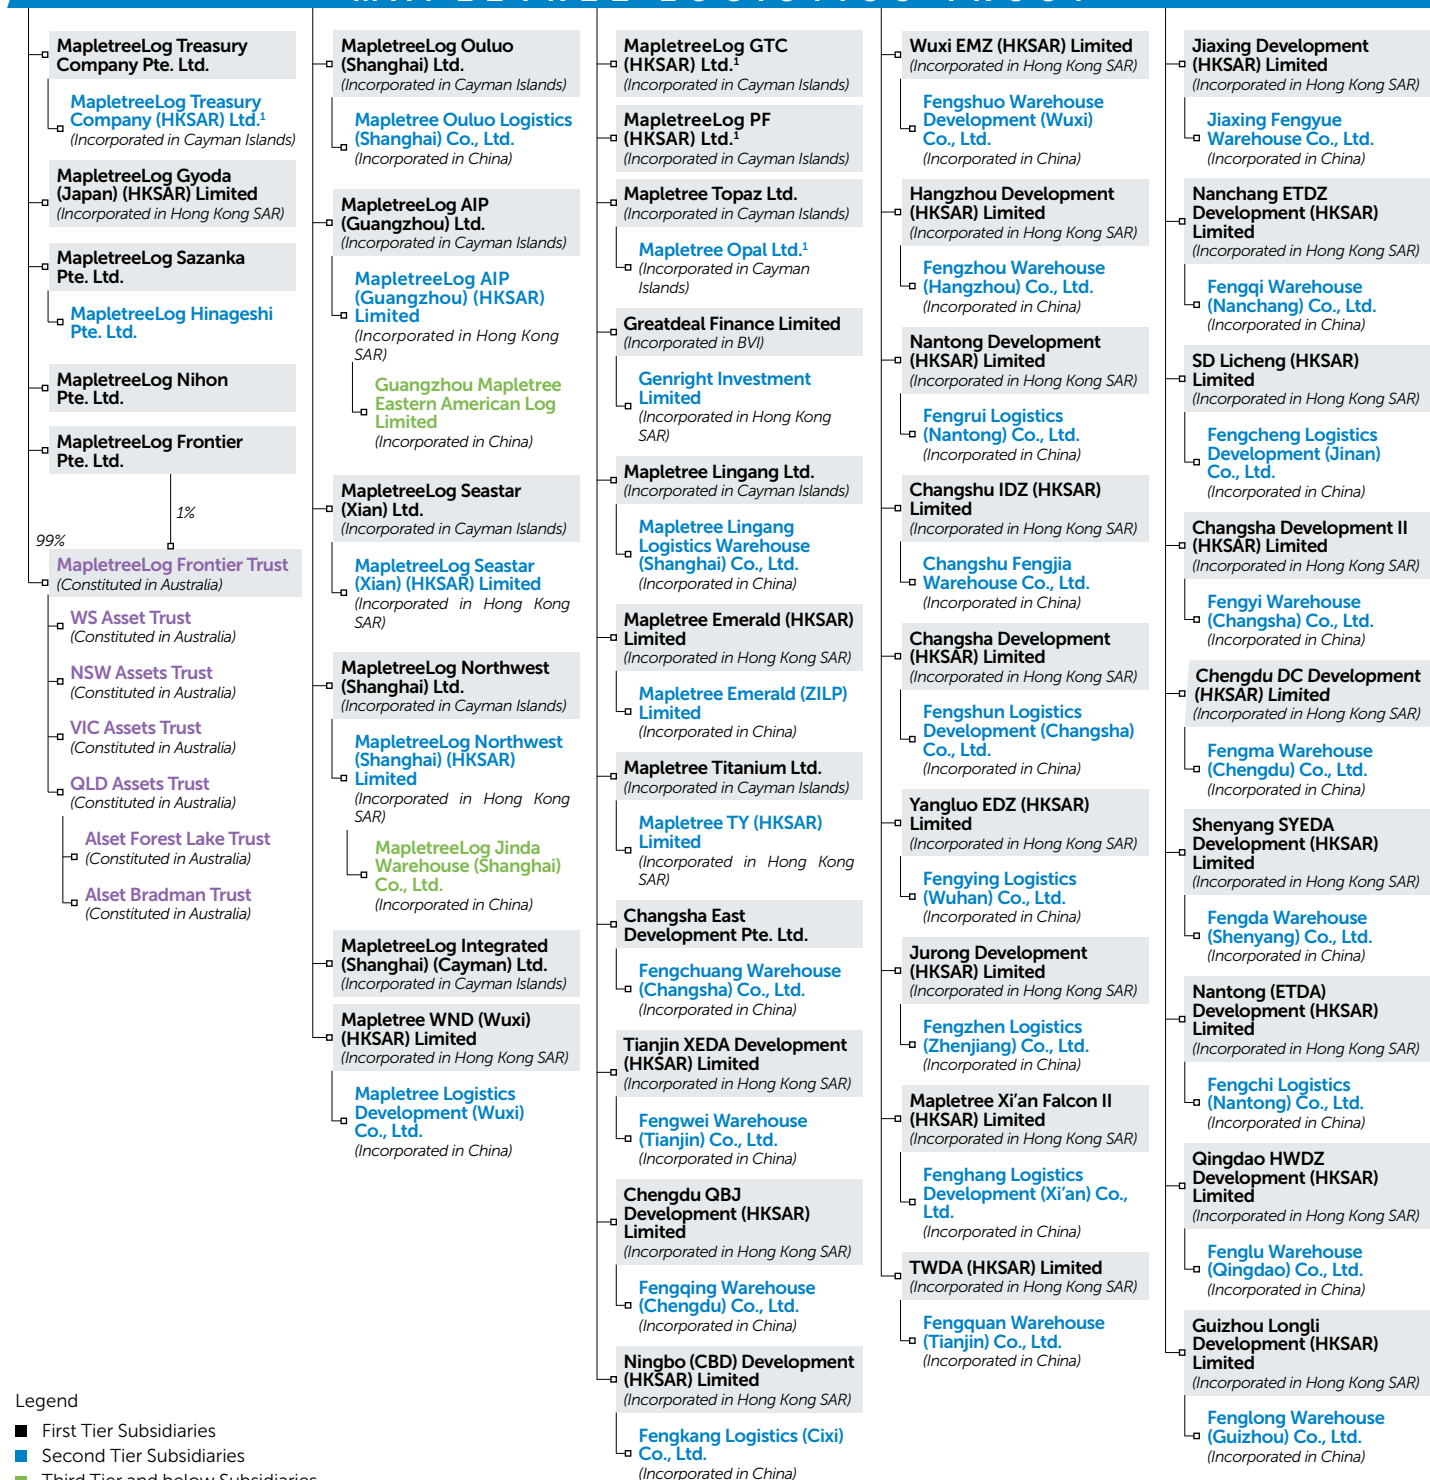 MAPLETREE LOGISTICS TRUST
MapletreeLog Treasury
Company Pte. Ltd.
MapletreeLog Treasury
Company (HKSAR) Ltd.¹
(Incorporated in Cayman Islands)
MapletreeLog Gyoda
(Japan) (HKSAR) Limited
(Incorporated in Hong Kong SAR)
MapletreeLog Sazanka
Pte. Ltd.
MapletreeLog Hinageshi
Pte. Ltd.
MapletreeLog Nihon
Pte. Ltd.
MapletreeLog Frontier
Pte. Ltd.
1%
99%
MapletreeLog Frontier Trust
(Constituted in Australia)
WS Asset Trust
(Constituted in Australia)
NSW Assets Trust
(Constituted in Australia)
VIC Assets Trust
(Constituted in Australia)
QLD Assets Trust
(Constituted in Australia)
Alset Forest Lake Trust
(Constituted in Australia)
Alset Bradman Trust
(Constituted in Australia)
MapletreeLog Ouluo
(Shanghai) Ltd.
(Incorporated in Cayman Islands)
Mapletree Ouluo Logistics
(Shanghai) Co., Ltd.
(Incorporated in China)
MapletreeLog AIP
(Guangzhou) Ltd.
(Incorporated in Cayman Islands)
MapletreeLog AIP
(Guangzhou) (HKSAR)
Limited
(Incorporated in Hong Kong
SAR)
Guangzhou Mapletree
Eastern American Log
Limited
(Incorporated in China)
MapletreeLog Seastar
(Xian) Ltd.
(Incorporated in Cayman Islands)
MapletreeLog Seastar
(Xian) (HKSAR) Limited
(Incorporated in Hong Kong
SAR)
MapletreeLog Northwest
(Shanghai) Ltd.
(Incorporated in Cayman Islands)
MapletreeLog Northwest
(Shanghai) (HKSAR)
Limited
(Incorporated in Hong Kong
SAR)
MapletreeLog Jinda
Warehouse (Shanghai)
Co., Ltd.
(Incorporated in China)
MapletreeLog Integrated
(Shanghai) (Cayman) Ltd.
(Incorporated in Cayman Islands)
Mapletree WND (Wuxi)
(HKSAR) Limited
(Incorporated in Hong Kong SAR)
Mapletree Logistics
Development (Wuxi)
Co., Ltd.
(Incorporated in China)
MapletreeLog GTC
(HKSAR) Ltd.¹
(Incorporated in Cayman Islands)
MapletreeLog PF
(HKSAR) Ltd.¹
(Incorporated in Cayman Islands)
Mapletree Topaz Ltd.
(Incorporated in Cayman Islands)
Mapletree Opal Ltd.¹
(Incorporated in Cayman
Islands)
Greatdeal Finance Limited
(Incorporated in BVI)
Genright Investment
Limited
(Incorporated in Hong Kong
SAR)
Mapletree Lingang Ltd.
(Incorporated in Cayman Islands)
Mapletree Lingang
Logistics Warehouse
(Shanghai) Co., Ltd.
(Incorporated in China)
Mapletree Emerald (HKSAR)
Limited
(Incorporated in Hong Kong SAR)
Mapletree Emerald (ZILP)
Limited
(Incorporated in China)
Mapletree Titanium Ltd.
(Incorporated in Cayman Islands)
Mapletree TY (HKSAR)
Limited
(Incorporated in Hong Kong
SAR)
Changsha East
Development Pte. Ltd.
Fengchuang Warehouse
(Changsha) Co., Ltd.
(Incorporated in China)
Tianjin XEDA Development
(HKSAR) Limited
(Incorporated in Hong Kong SAR)
Fengwei Warehouse
(Tianjin) Co., Ltd.
(Incorporated in China)
Chengdu QBJ
Development (HKSAR)
Limited
(Incorporated in Hong Kong SAR)
Fengqing Warehouse
(Chengdu) Co., Ltd.
(Incorporated in China)
Ningbo (CBD) Development
(HKSAR) Limited
(Incorporated in Hong Kong SAR)
Fengkang Logistics (Cixi)
Co., Ltd.
(Incorporated in China)
Wuxi EMZ (HKSAR) Limited
(Incorporated in Hong Kong SAR)
Fengshuo Warehouse
Development (Wuxi)
Co., Ltd.
(Incorporated in China)
Hangzhou Development
(HKSAR) Limited
(Incorporated in Hong Kong SAR)
Fengzhou Warehouse
(Hangzhou) Co., Ltd.
(Incorporated in China)
Nantong Development
(HKSAR) Limited
(Incorporated in Hong Kong SAR)
Fengrui Logistics
(Nantong) Co., Ltd.
(Incorporated in China)
Changshu IDZ (HKSAR)
Limited
(Incorporated in Hong Kong SAR)
Changshu Fengjia
Warehouse Co., Ltd.
(Incorporated in China)
Changsha Development
(HKSAR) Limited
(Incorporated in Hong Kong SAR)
Fengshun Logistics
Development (Changsha)
Co., Ltd.
(Incorporated in China)
Yangluo EDZ (HKSAR)
Limited
(Incorporated in Hong Kong SAR)
Fengying Logistics
(Wuhan) Co., Ltd.
(Incorporated in China)
Jurong Development
(HKSAR) Limited
(Incorporated in Hong Kong SAR)
Fengzhen Logistics
(Zhenjiang) Co., Ltd.
(Incorporated in China)
Mapletree Xi'an Falcon II
(HKSAR) Limited
(Incorporated in Hong Kong SAR)
Fenghang Logistics
Development (Xi'an) Co.,
Ltd.
(Incorporated in China)
TWDA (HKSAR) Limited
(Incorporated in Hong Kong SAR)
Fengquan Warehouse
(Tianjin) Co., Ltd.
(Incorporated in China)
Jiaxing Development
(HKSAR) Limited
(Incorporated in Hong Kong SAR)
Jiaxing Fengyue
Warehouse Co., Ltd.
(Incorporated in China)
Nanchang ETDZ
Development (HKSAR)
Limited
(Incorporated in Hong Kong SAR)
Fengqi Warehouse
(Nanchang) Co., Ltd.
(Incorporated in China)
SD Licheng (HKSAR)
Limited
(Incorporated in Hong Kong SAR)
Fengcheng Logistics
Development (Jinan)
Co., Ltd.
(Incorporated in China)
Changsha Development II
(HKSAR) Limited
(Incorporated in Hong Kong SAR)
Fengyi Warehouse
(Changsha) Co., Ltd.
(Incorporated in China)
Chengdu DC Development
(HKSAR) Limited
(Incorporated in Hong Kong SAR)
Fengma Warehouse
(Chengdu) Co., Ltd.
(Incorporated in China)
Shenyang SYEDA
Development (HKSAR)
Limited
(Incorporated in Hong Kong SAR)
Fengda Warehouse
(Shenyang) Co., Ltd.
(Incorporated in China)
Nantong (ETDA)
Development (HKSAR)
Limited
(Incorporated in Hong Kong SAR)
Fengchi Logistics
(Nantong) Co., Ltd.
(Incorporated in China)
Qingdao HWDZ
Development (HKSAR)
Limited
(Incorporated in Hong Kong SAR)
Fenglu Warehouse
(Qingdao) Co., Ltd.
(Incorporated in China)
Guizhou Longli
Development (HKSAR)
Limited
(Incorporated in Hong Kong SAR)
Fenglong Warehouse
(Guizhou) Co., Ltd.
(Incorporated in China)
Legend
First Tier Subsidiaries
Second Tier Subsidiaries
Third Tier and below Subsidiaries